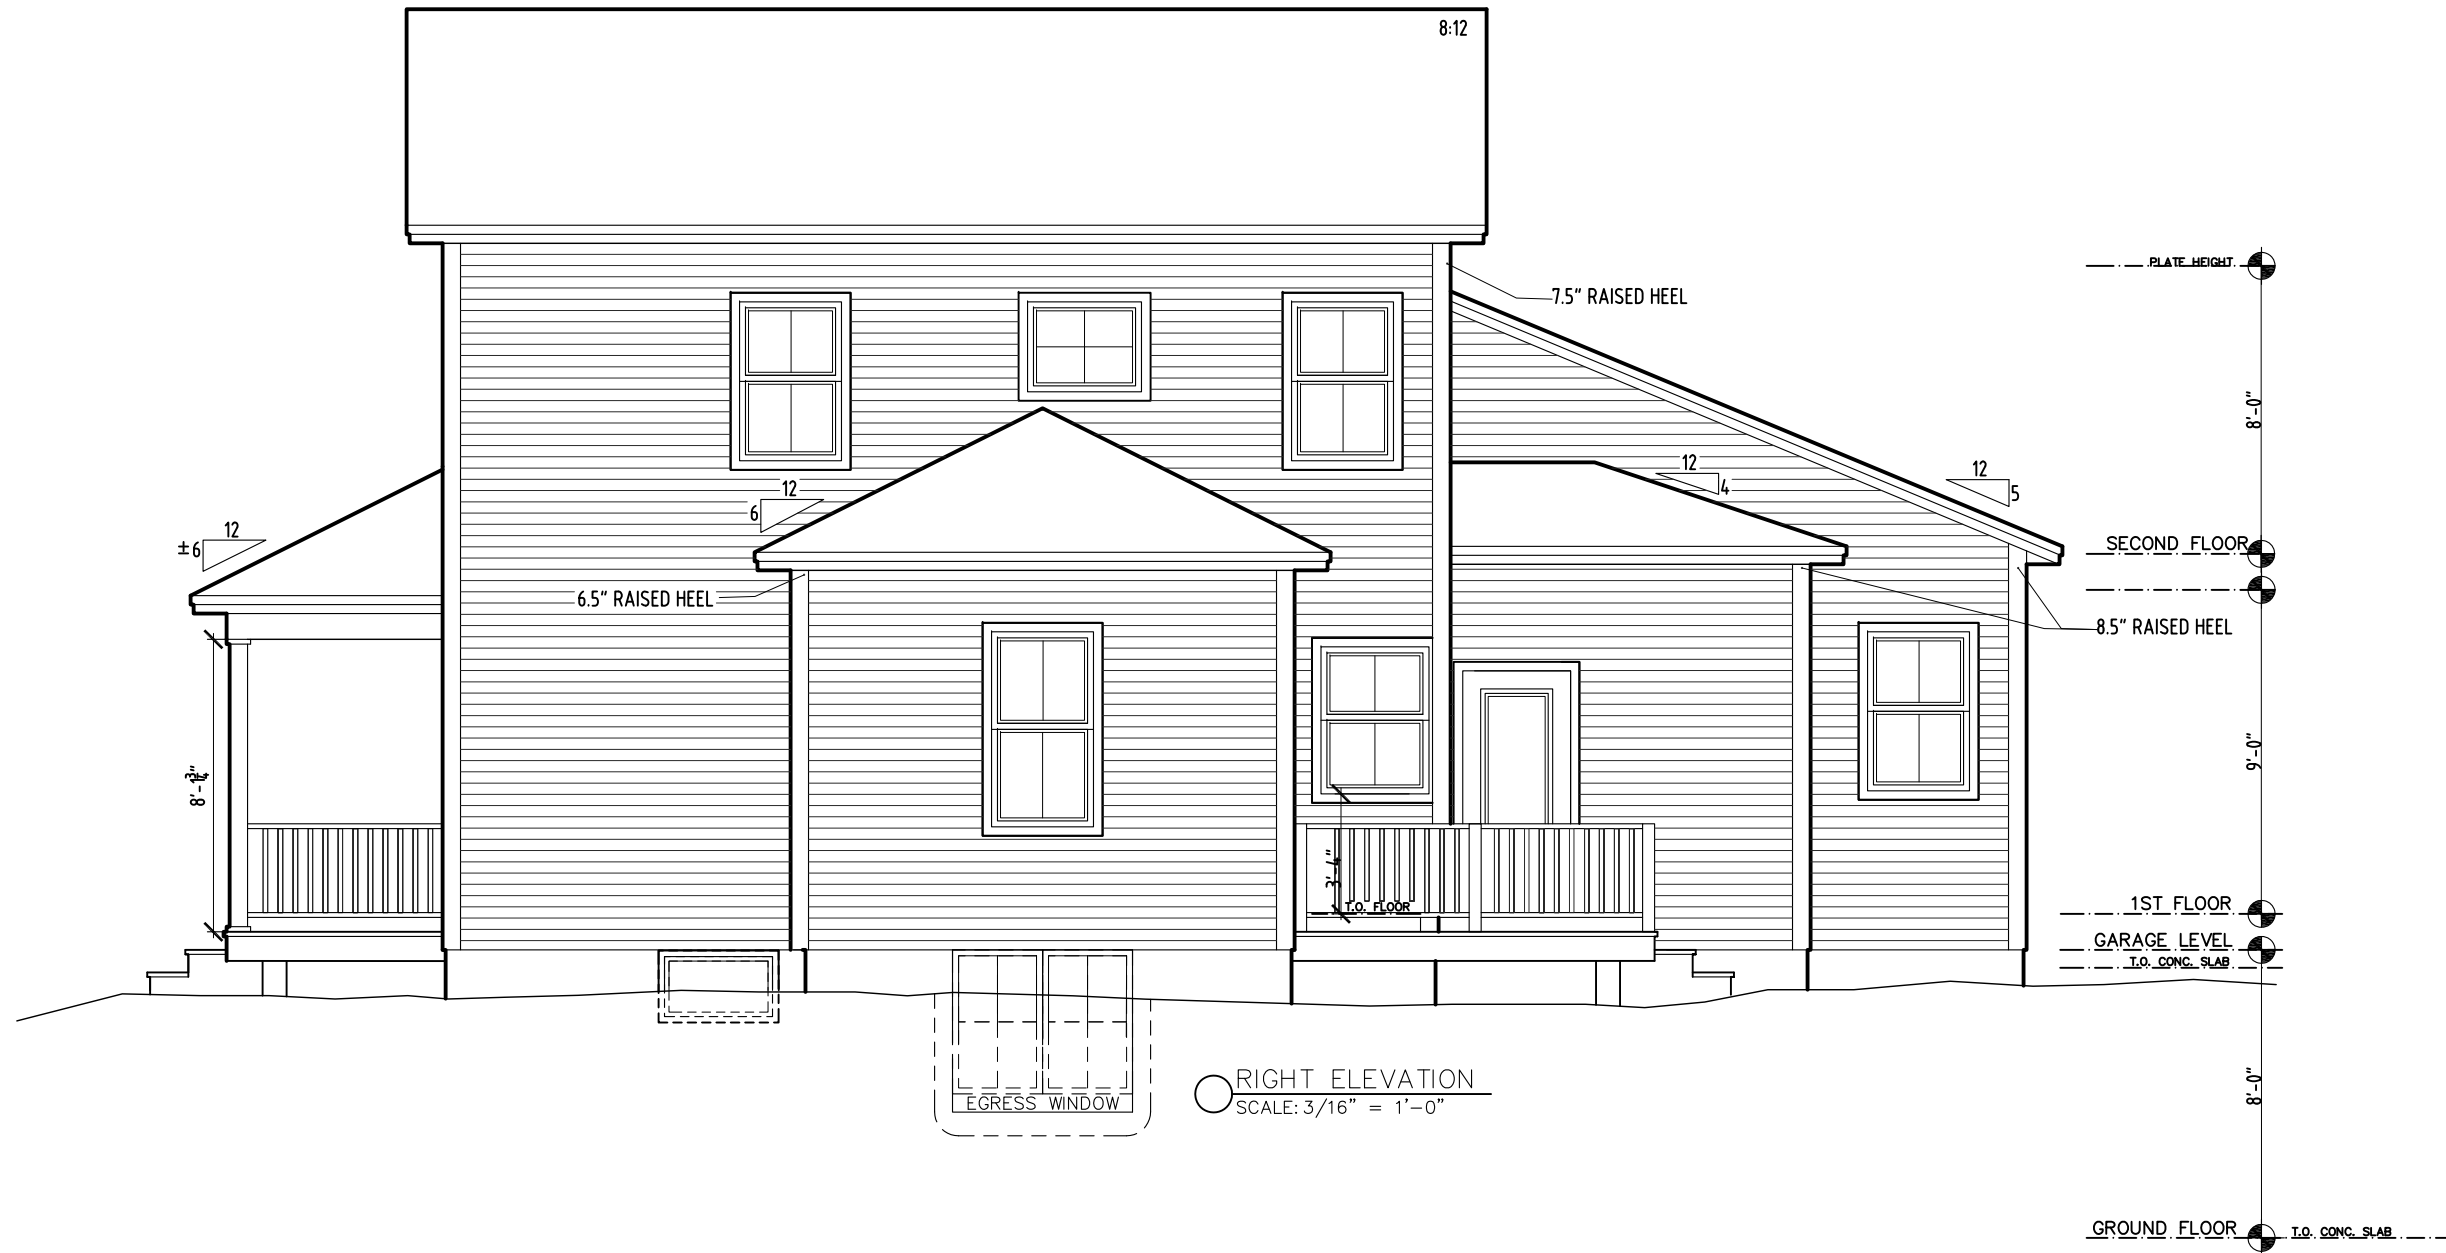 8:12
PLATE HEIGHT
7.5" RAISED HEEL
8'-0"
12
4
12
5
12
6
12
±6
SECOND FLOOR
6.5" RAISED HEEL
8.5" RAISED HEEL
9'-0"
3'-4"
T.O. FLOOR
1ST FLOOR
GARAGE LEVEL
T.O. CONC. SLAB
RIGHT ELEVATION
SCALE: 3/16" = 1'-0"
EGRESS WINDOW
8'-0"
GROUND FLOOR
T.O. CONC. SLAB